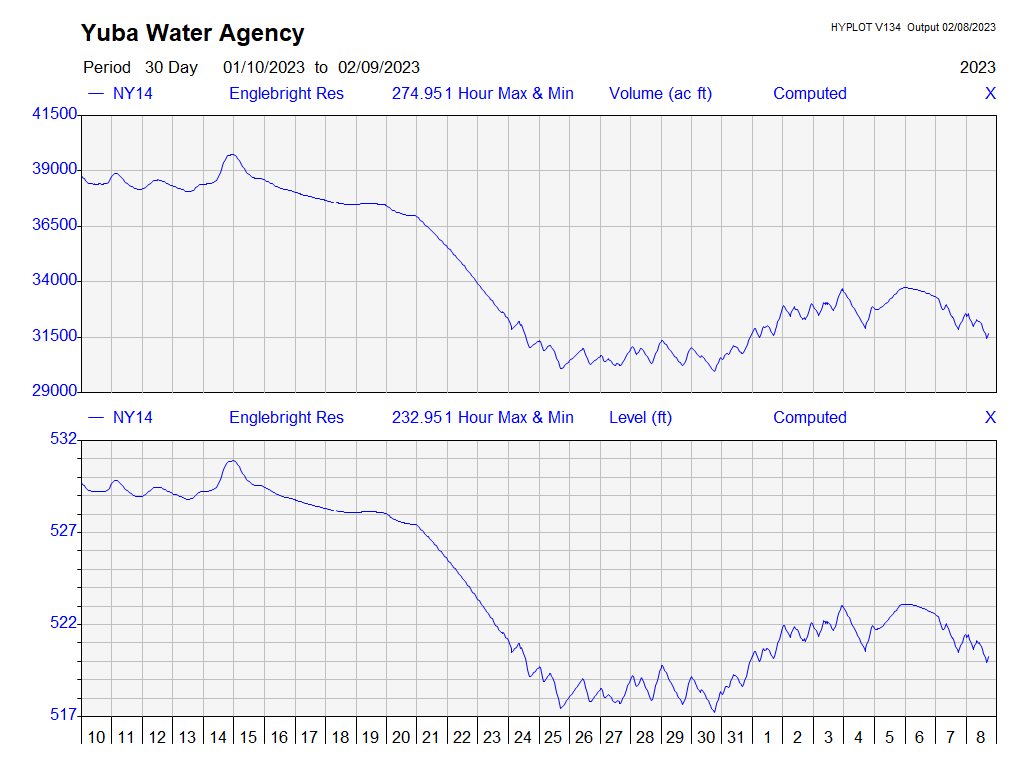 Yuba Water Agency
HYPLOT V134 Output 02/08/2023
Period 30 Day 01/10/2023 to 02/09/2023
2023
NY14 Englebright Res 274.951 Hour Max & Min Volume (ac ft) Computed X
41500
39000
36500
34000
31500
29000
NY14 Englebright Res 232.951 Hour Max & Min Level (ft) Computed X
532
527
522
517
10 11 12 13 14 15 16 17 18 19 20 21 22 23 24 25 26 27 28 29 30 31 1 2 3 4 5 6 7 8